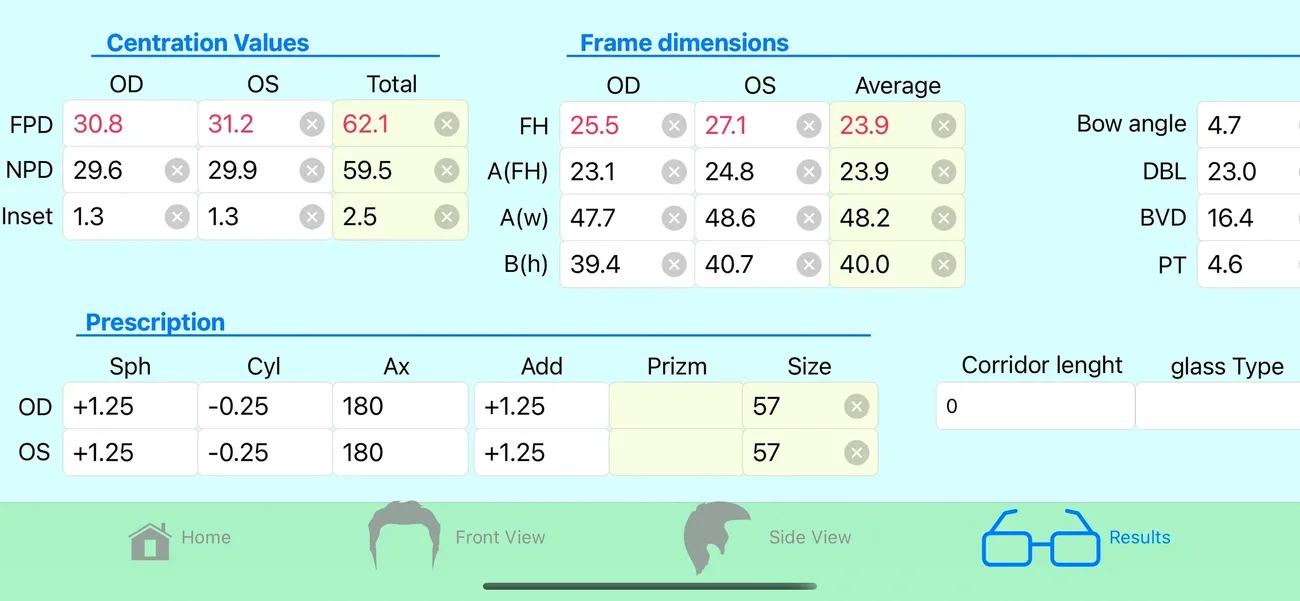 Centration Values Frame dimensions
OD OS Total OD OS Average
FPD 30.8 31.2 62.1 FH 25.5 27.1 23.9 Bow angle 4.7
NPD 29.6 29.9 59.5 A(FH) 23.1 24.8 23.9 DBL 23.0
Inset 1.3 1.3 2.5 A(w) 47.7 48.6 48.2 BVD 16.4
B(h) 39.4 40.7 40.0 PT 4.6
Prescription
Sph Cyl Ax Add Prizm Size Corridor lenght glass Type
OD +1.25 -0.25 180 +1.25 57 0
OS +1.25 -0.25 180 +1.25 57
Home Front View Side View Results